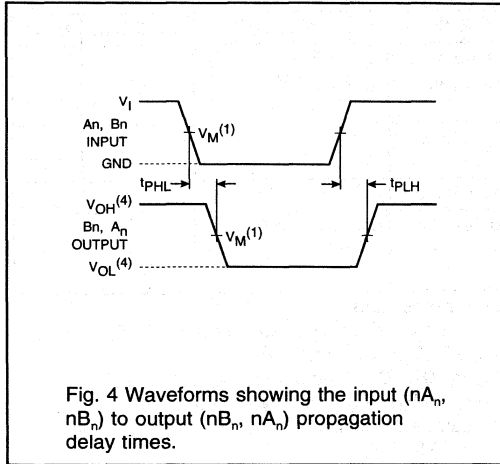 V_I
An, Bn
INPUT
V_M(1)
GND
t_PHL
t_PLH
V_OH(4)
Bn, A_n
OUTPUT
V_M(1)
V_OL(4)
Fig. 4 Waveforms showing the input (nA_n,
nB_n) to output (nB_n, nA_n) propagation
delay times.